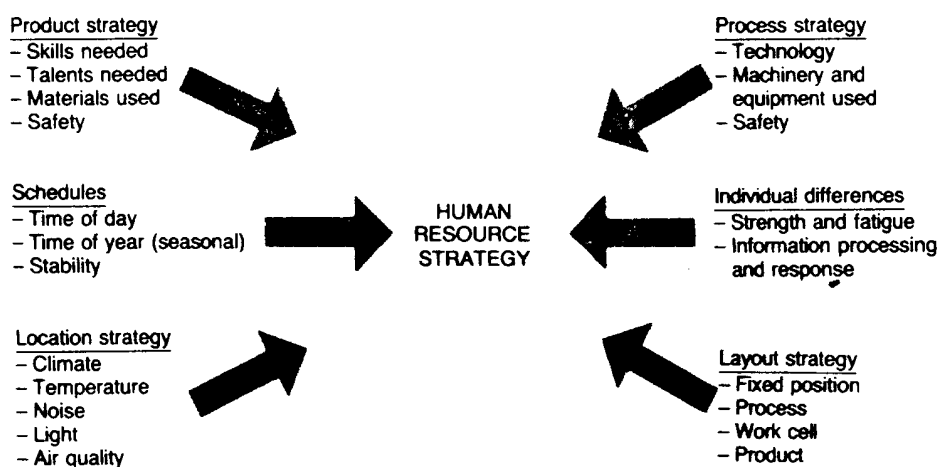 Product strategy
– Skills needed
– Talents needed
– Materials used
– Safety
Process strategy
– Technology
– Machinery and
equipment used
– Safety
Schedules
– Time of day
– Time of year (seasonal)
– Stability
HUMAN
RESOURCE
STRATEGY
Individual differences
– Strength and fatigue
– Information processing
and response
Location strategy
– Climate
– Temperature
– Noise
– Light
– Air quality
Layout strategy
– Fixed position
– Process
– Work cell
– Product